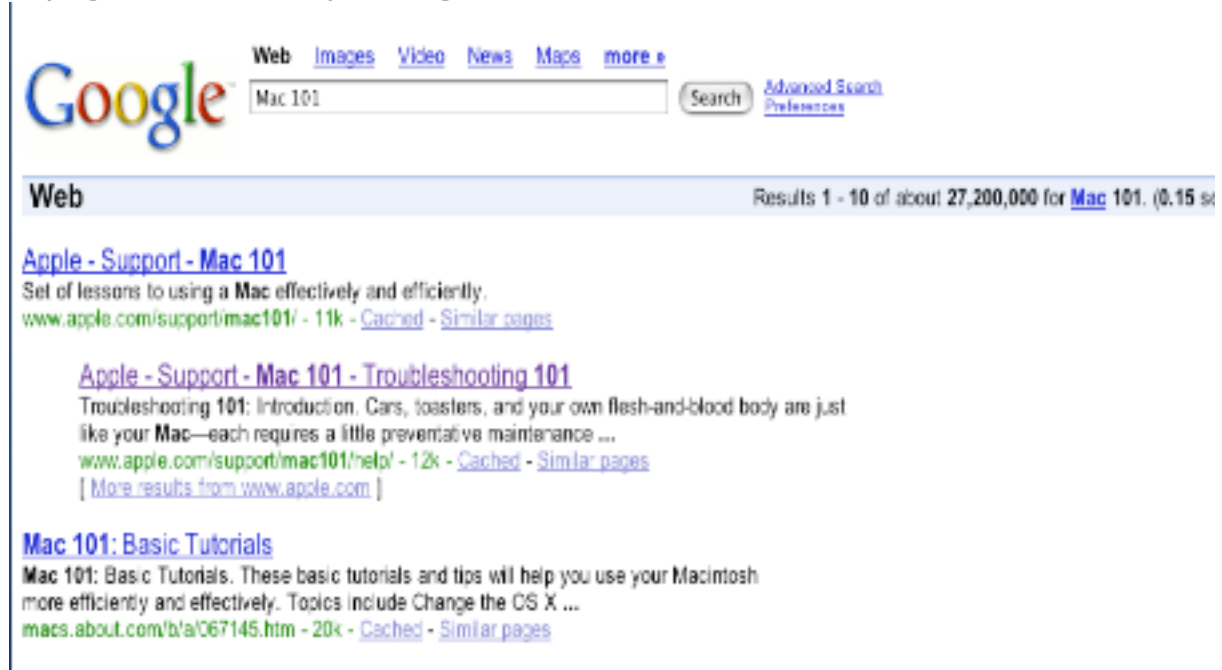 Web Images Video News Maps more »
Google Mac 101 Search Advanced Search
Preferences
Web Results 1 - 10 of about 27,200,000 for Mac 101. (0.15
Apple - Support - Mac 101
Set of lessons to using a Mac effectively and efficiently.
www.apple.com/support/mac101/ - 11k - Cached - Similar pages
Apple - Support - Mac 101 - Troubleshooting 101
Troubleshooting 101: Introduction. Cars, toasters, and your own flesh-and-blood body are just
like your Mac—each requires a little preventative maintenance ...
www.apple.com/support/mac101/help/ - 12k - Cached - Similar pages
[ More results from www.apple.com ]
Mac 101: Basic Tutorials
Mac 101: Basic Tutorials. These basic tutorials and tips will help you use your Macintosh
more efficiently and effectively. Topics include Change the OS X ...
macs.about.com/b/a/067145.htm - 20k - Cached - Similar pages